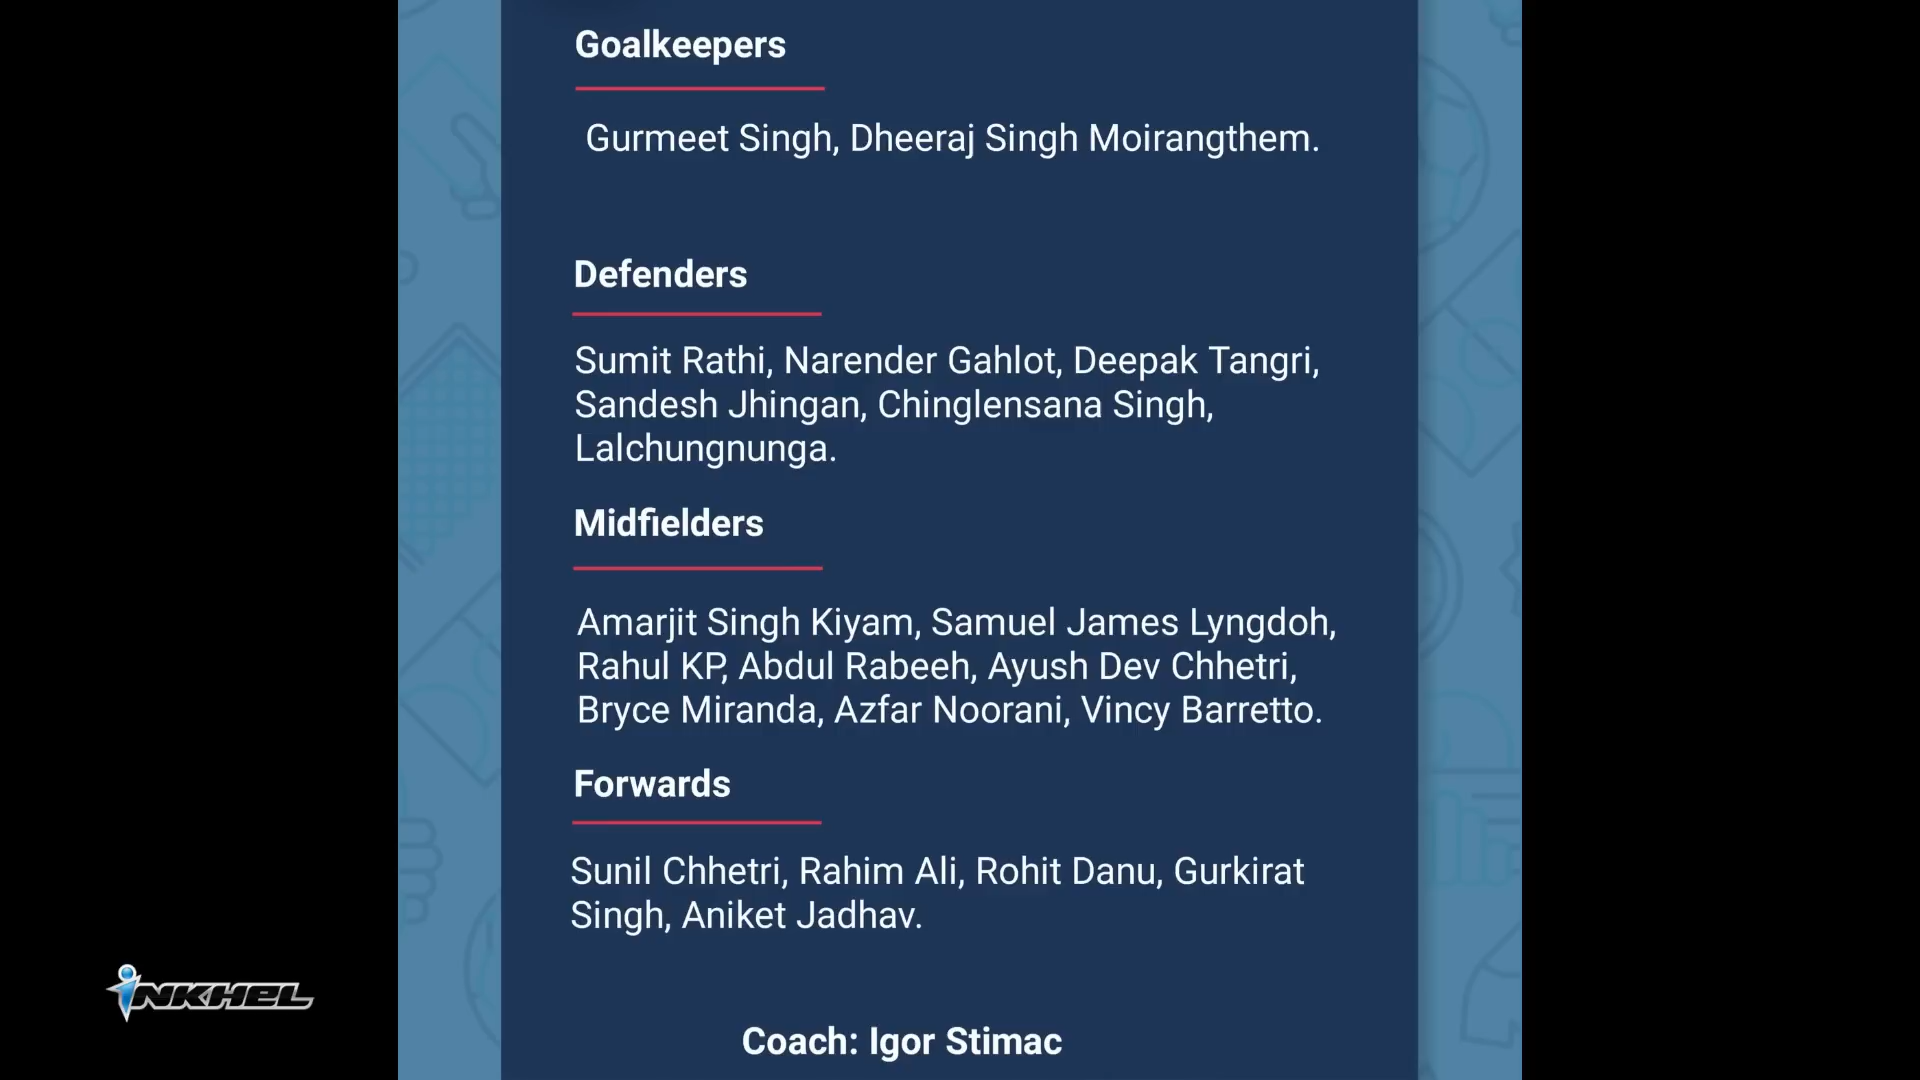 Goalkeepers
Gurmeet Singh, Dheeraj Singh Moirangthem.
Defenders
Sumit Rathi, Narender Gahlot, Deepak Tangri,
Sandesh Jhingan, Chinglensana Singh,
Lalchungnunga.
Midfielders
Amarjit Singh Kiyam, Samuel James Lyngdoh,
Rahul KP, Abdul Rabeeh, Ayush Dev Chhetri,
Bryce Miranda, Azfar Noorani, Vincy Barretto.
Forwards
Sunil Chhetri, Rahim Ali, Rohit Danu, Gurkirat
Singh, Aniket Jadhav.
Coach: Igor Stimac
iNKHEL